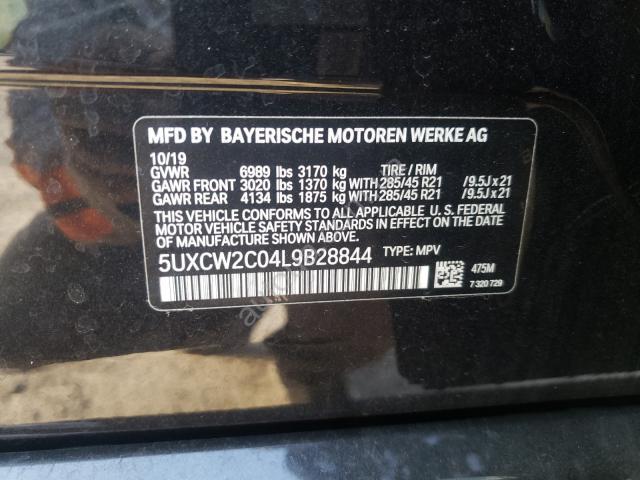 MFD BY BAYERISCHE MOTOREN WERKE AG
10/19
GVWR 6989 lbs 3170 kg TIRE / RIM
GAWR FRONT 3020 lbs 1370 kg WITH 285/45 R21 /9.5J x 21
GAWR REAR 4134 lbs 1875 kg WITH 285/45 R21 /9.5J x 21
THIS VEHICLE CONFORMS TO ALL APPLICABLE U. S. FEDERAL
MOTOR VEHICLE SAFETY STANDARDS IN EFFECT ON THE DATE
OF MANUFACTURE SHOWN ABOVE.
5UXCW2C04L9B28844 TYPE: MPV
475M
7 320 729